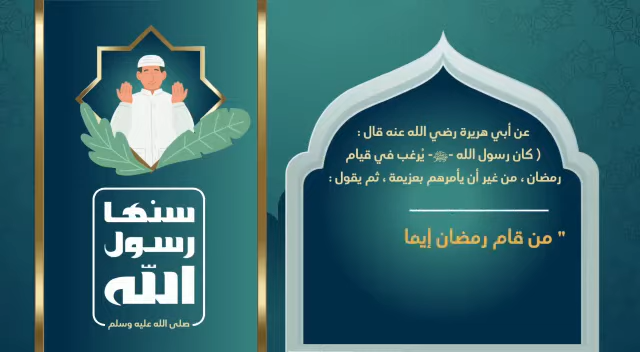 سنها
رسول
الله
صلى الله عليه وسلم
عن أبي هريرة رضي الله عنه قال :
( كان رسول الله -ﷺ- يُرغب في قيام
رمضان ، من غير أن يأمرهم بعزيمة ، ثم يقول :
" من قام رمضان إيما